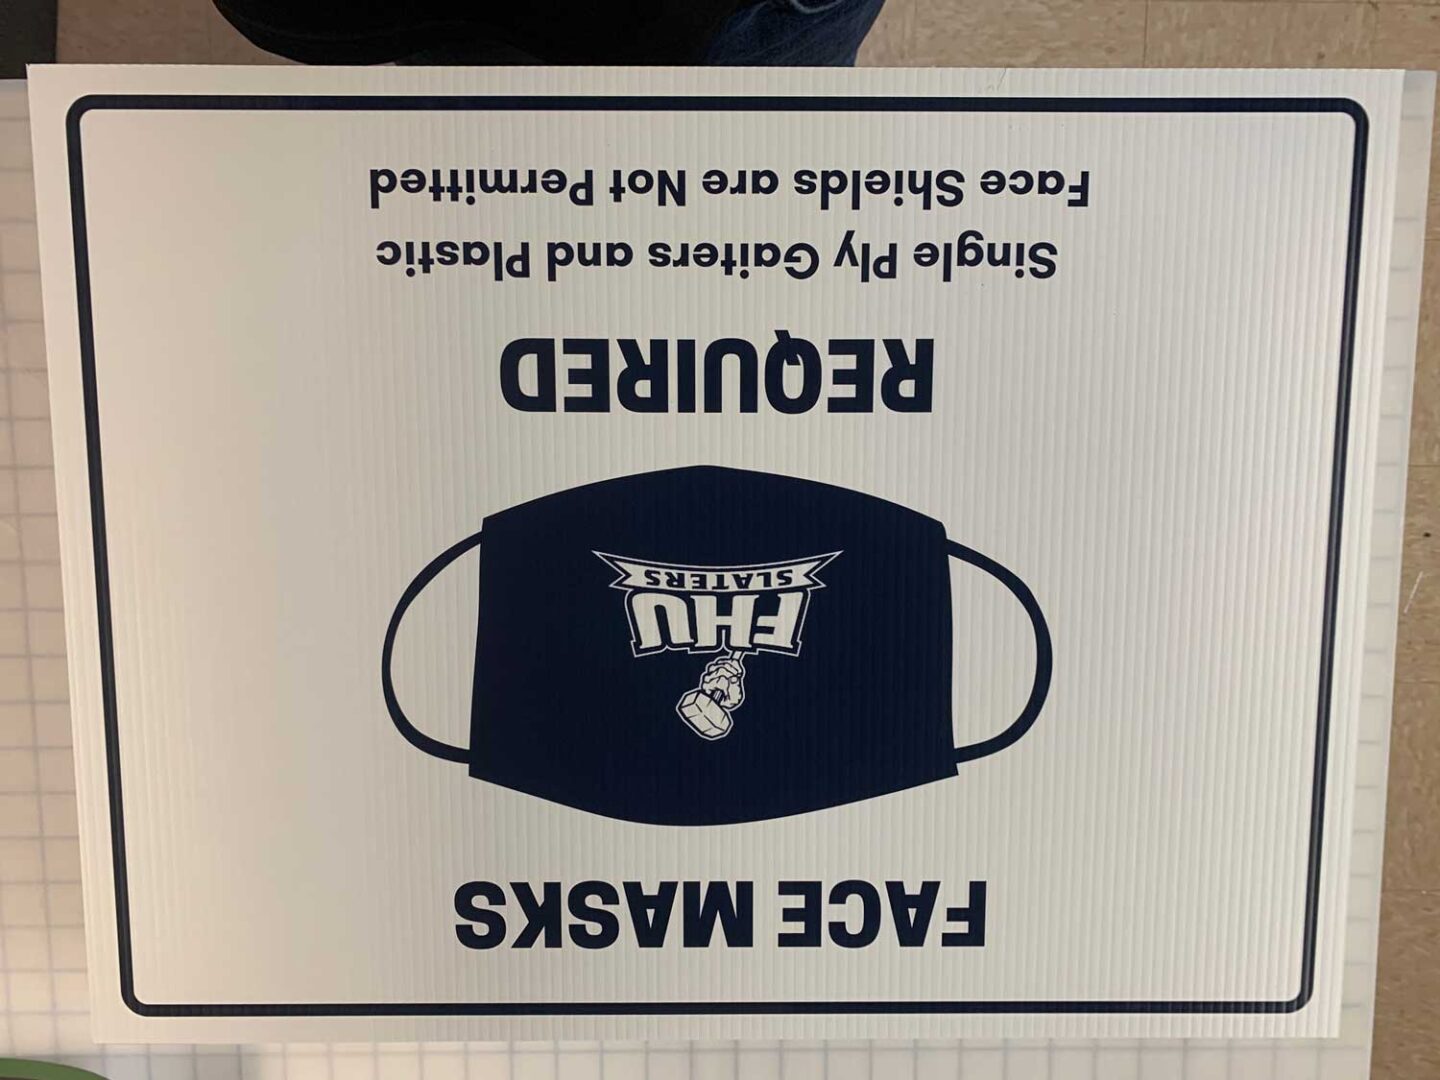 FACE MASKS
FHU
SLATERS
REQUIRED
Single Ply Gaiters and Plastic
Face Shields are Not Permitted